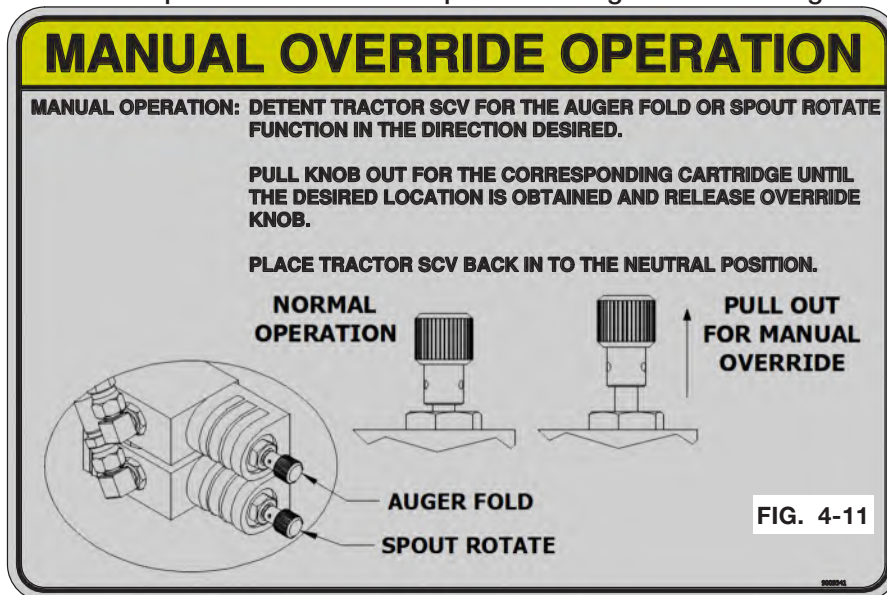 MANUAL OVERRIDE OPERATION
MANUAL OPERATION: DETENT TRACTOR SCV FOR THE AUGER FOLD OR SPOUT ROTATE
FUNCTION IN THE DIRECTION DESIRED.
PULL KNOB OUT FOR THE CORRESPONDING CARTRIDGE UNTIL
THE DESIRED LOCATION IS OBTAINED AND RELEASE OVERRIDE
KNOB.
PLACE TRACTOR SCV BACK IN TO THE NEUTRAL POSITION.
NORMAL
OPERATION
PULL OUT
FOR MANUAL
OVERRIDE
AUGER FOLD
SPOUT ROTATE
FIG. 4-11